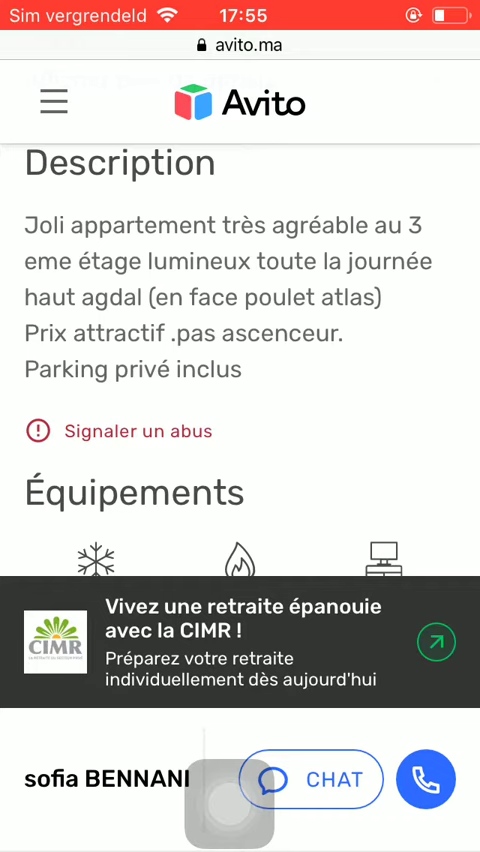 Sim vergrendeld 17:55
avito.ma
Avito
Description
Joli appartement très agréable au 3
eme étage lumineux toute la journée
haut agdal (en face poulet atlas)
Prix attractif .pas ascenceur.
Parking privé inclus
Signaler un abus
Équipements
Vivez une retraite épanouie
avec la CIMR !
CIMR
Préparez votre retraite
individuellement dès aujourd'hui
sofia BENNANI
CHAT